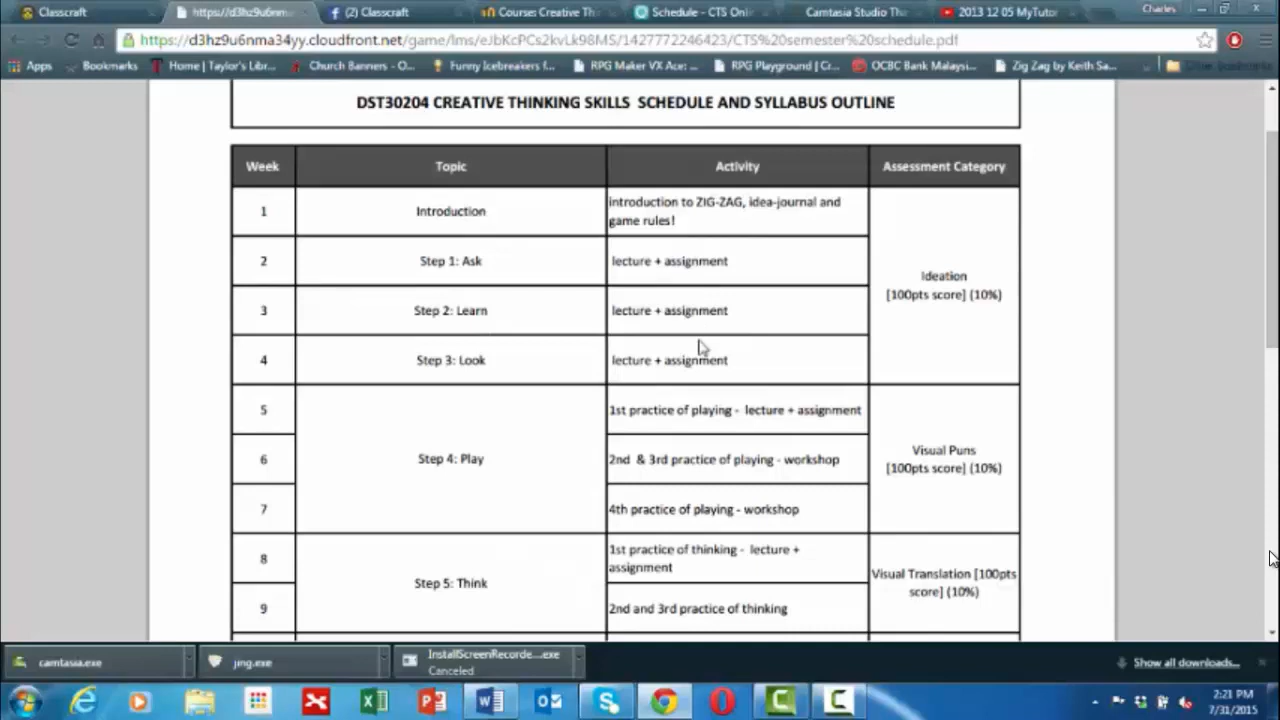 Classcraft
https://d3hz9u6nm
(2) Classcraft
Course: Creative Th
Schedule - CTS Onli
Camtasia Studio
2013 12 05 MyTutor
Charles
https://d3hz9u6nma34yy.cloudfront.net/game/lms/eJbKcPCs2kvLk98MS/1427772246423/CTS%20semester%20schedule.pdf
Apps
Bookmarks
Home | Taylor's Libr...
Church Banners - O...
Funny Icebreakers f...
RPG Maker VX Ace: ...
RPG Playground | Cr...
OCBC Bank Malaysi...
Zig Zag by Keith Sa...
Other bookmarks
DST30204 CREATIVE THINKING SKILLS SCHEDULE AND SYLLABUS OUTLINE
Week
Topic
Activity
Assessment Category
1
Introduction
introduction to ZIG-ZAG, idea-journal and
game rules!
2
Step 1: Ask
lecture + assignment
Ideation
[100pts score] (10%)
3
Step 2: Learn
lecture + assignment
4
Step 3: Look
lecture + assignment
5
1st practice of playing - lecture + assignment
6
Step 4: Play
2nd & 3rd practice of playing - workshop
Visual Puns
[100pts score] (10%)
7
4th practice of playing - workshop
8
1st practice of thinking - lecture +
assignment
Step 5: Think
Visual Translation [100pts
score] (10%)
9
2nd and 3rd practice of thinking
camtasia.exe
jing.exe
InstallScreenRecorde....exe
Canceled
Show all downloads...
2:21 PM
7/31/2015